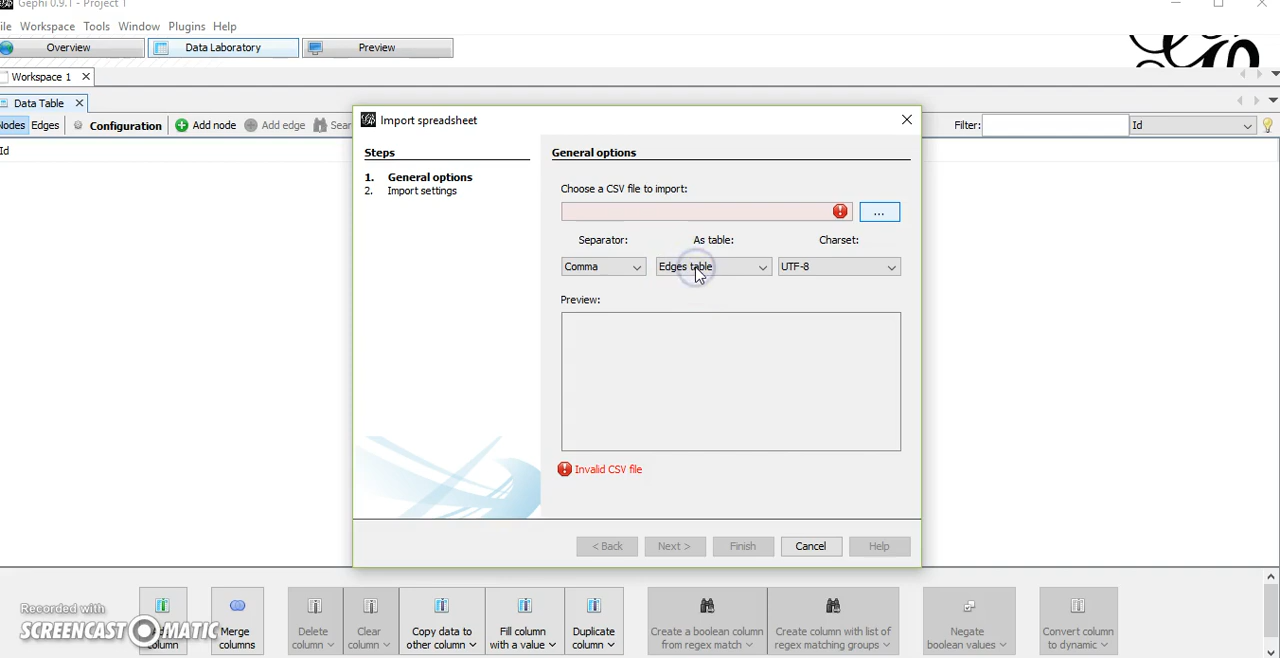 Gephi 0.9.1 - Project 1
ile Workspace Tools Window Plugins Help
Overview Data Laboratory Preview
Workspace 1
Data Table
Nodes Edges Configuration Add node Add edge Sear Filter: Id
Id
Import spreadsheet
Steps
1. General options
2. Import settings
General options
Choose a CSV file to import:
...
Separator: As table: Charset:
Comma Edges table UTF-8
Preview:
Invalid CSV file
< Back Next > Finish Cancel Help
column
Merge columns
Delete column
Clear column
Copy data to other column
Fill column with a value
Duplicate column
Create a boolean column from regex match
Create column with list of regex matching groups
Negate boolean values
Convert column to dynamic
Recorded with
SCREENCAST MATIC